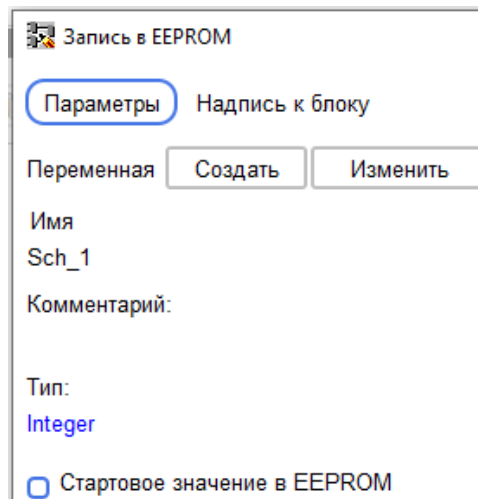 Запись в EEPROM
Параметры Надпись к блоку
Переменная Создать Изменить
Имя
Sch_1
Комментарий:
Тип:
Integer
Стартовое значение в EEPROM